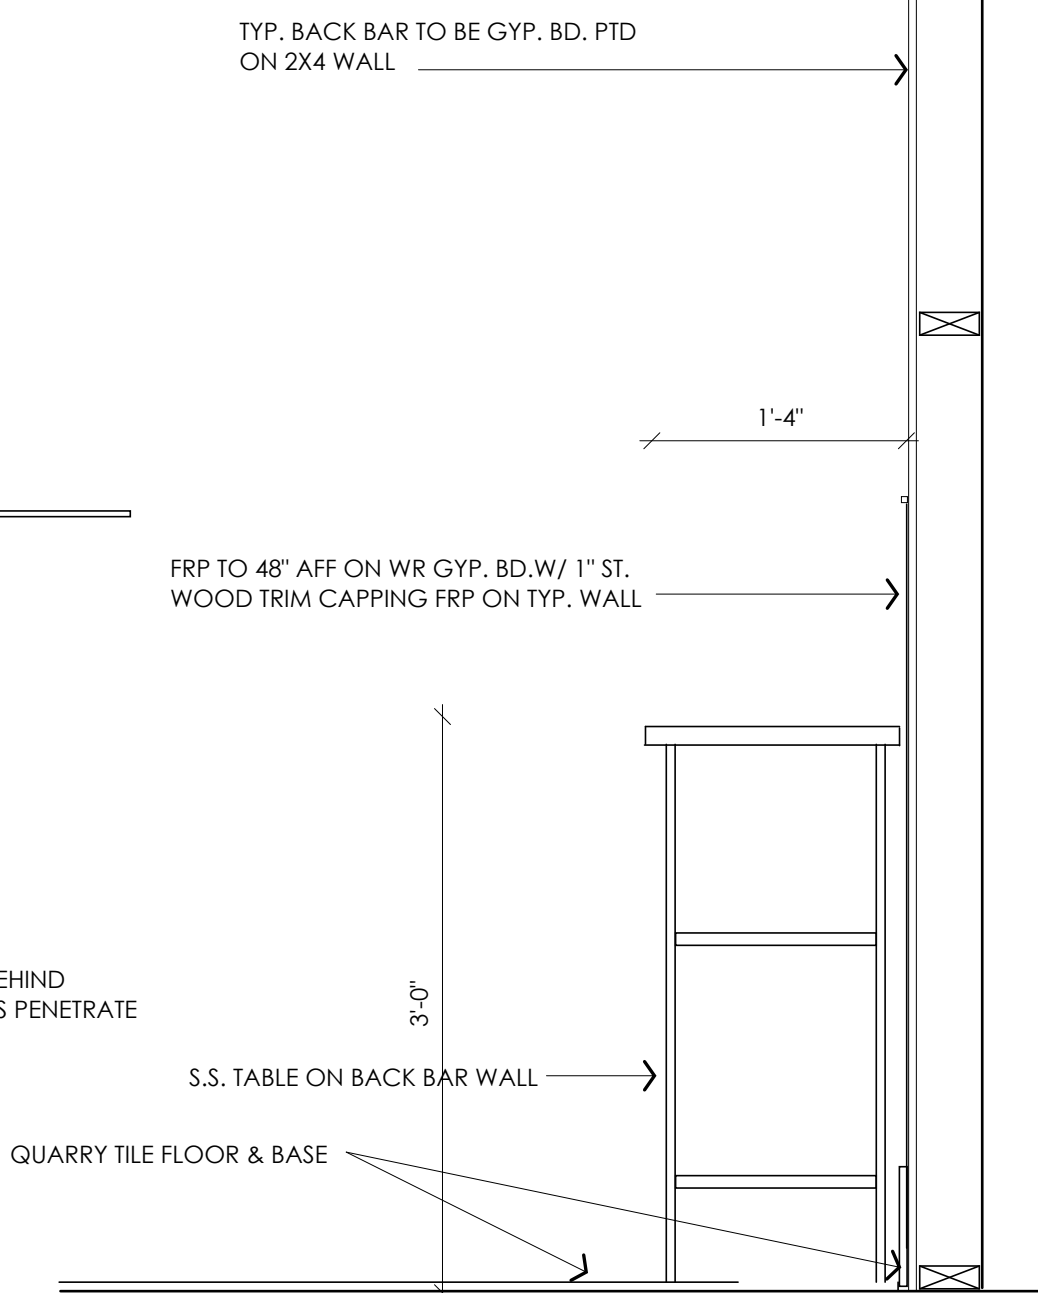 TYP. BACK BAR TO BE GYP. BD. PTD
ON 2X4 WALL
1'-4"
FRP TO 48" AFF ON WR GYP. BD.W/ 1" ST.
WOOD TRIM CAPPING FRP ON TYP. WALL
EHIND
S PENETRATE
3'-0"
S.S. TABLE ON BACK BAR WALL
QUARRY TILE FLOOR & BASE